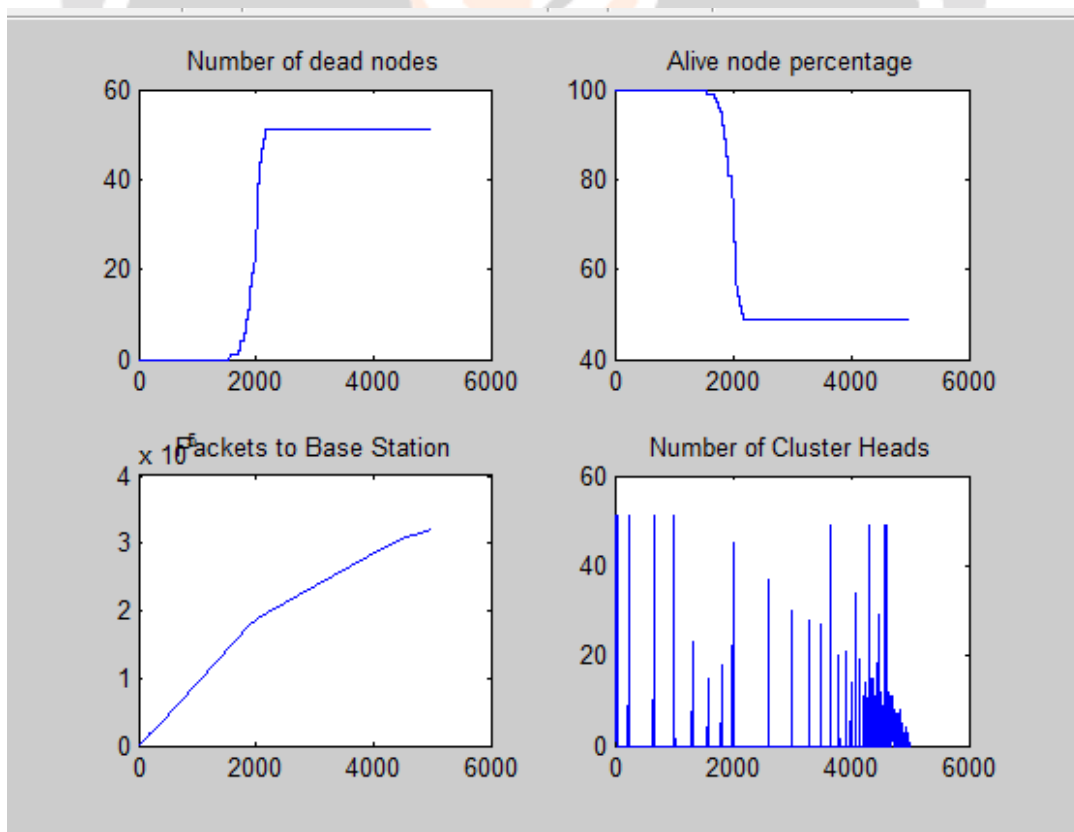 Number of dead nodes
60
40
20
0
0 2000 4000 6000
Alive node percentage
100
80
60
40
0 2000 4000 6000
Packets to Base Station
x 10
4
3
2
1
0
0 2000 4000 6000
Number of Cluster Heads
60
40
20
0
0 2000 4000 6000